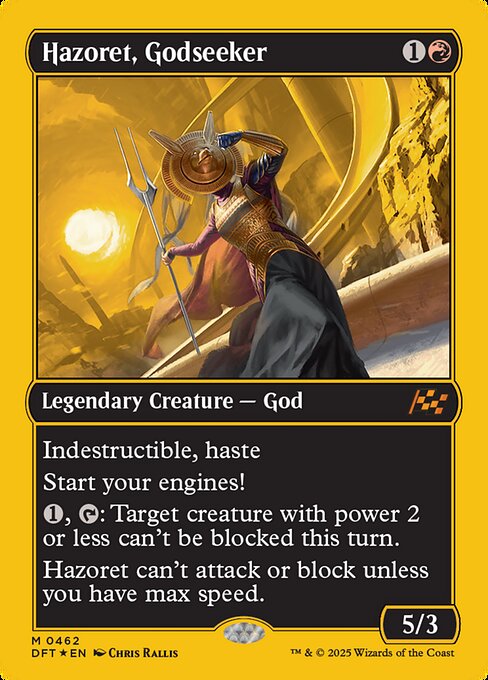 Hazoret, Godseeker 1
Legendary Creature — God
Indestructible, haste
Start your engines!
1, : Target creature with power 2
or less can't be blocked this turn.
Hazoret can't attack or block unless
you have max speed.
5/3
M 0462
DFT★EN Chris Rallis
™ & © 2025 Wizards of the Coast